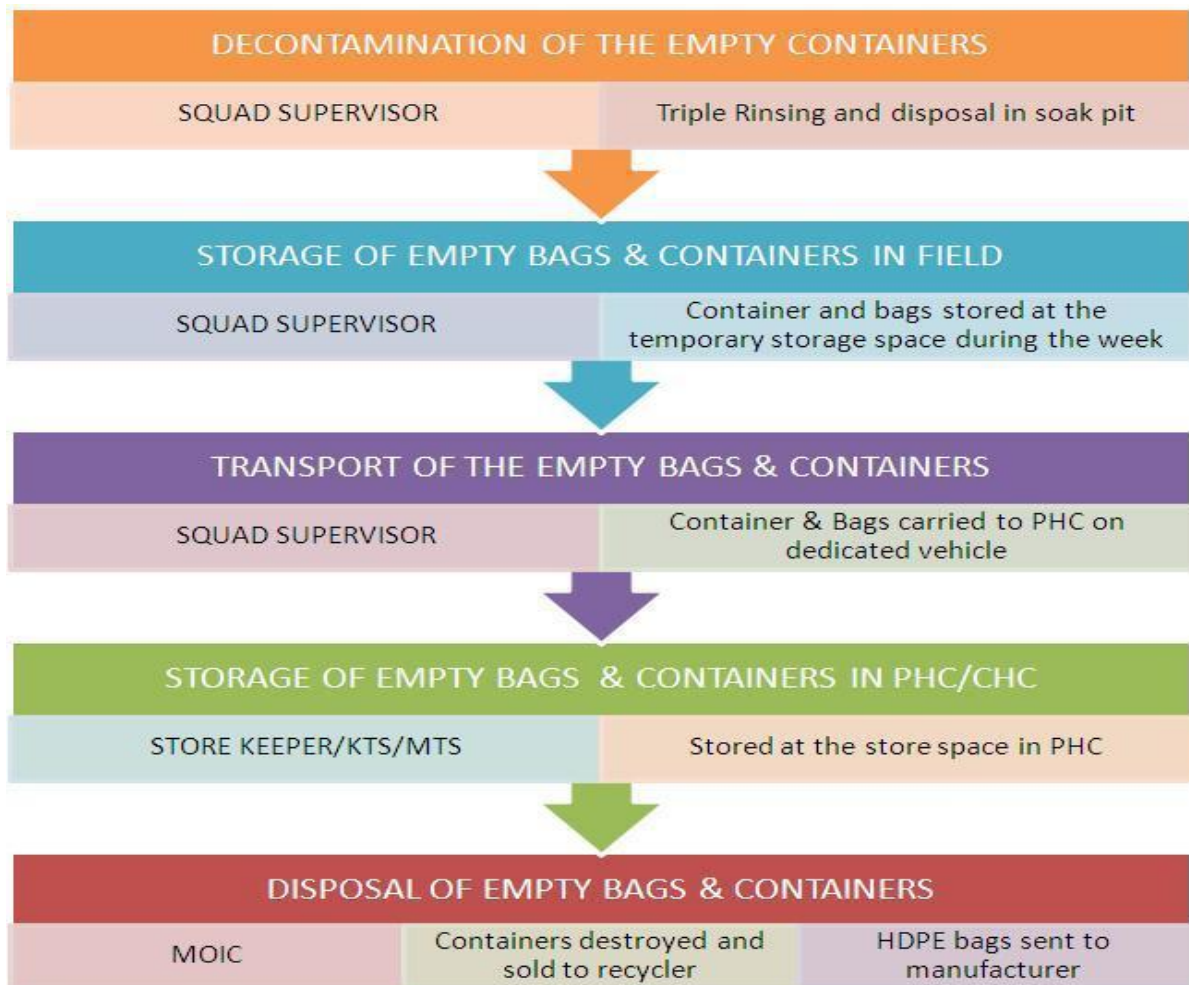 DECONTAMINATION OF THE EMPTY CONTAINERS
SQUAD SUPERVISOR
Triple Rinsing and disposal in soak pit
STORAGE OF EMPTY BAGS & CONTAINERS IN FIELD
SQUAD SUPERVISOR
Container and bags stored at the
temporary storage space during the week
TRANSPORT OF THE EMPTY BAGS & CONTAINERS
SQUAD SUPERVISOR
Container & Bags carried to PHC on
dedicated vehicle
STORAGE OF EMPTY BAGS & CONTAINERS IN PHC/CHC
STORE KEEPER/KTS/MTS
Stored at the store space in PHC
DISPOSAL OF EMPTY BAGS & CONTAINERS
MOIC
Containers destroyed and
sold to recycler
HDPE bags sent to
manufacturer